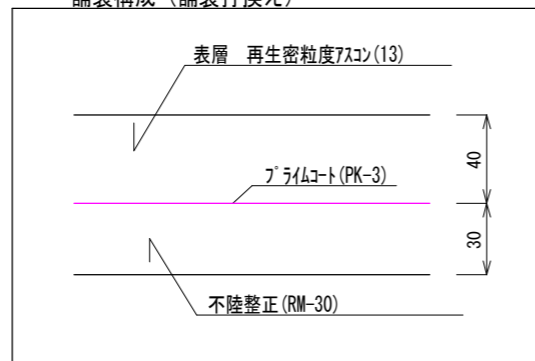 舗装構成（舗装打換え）
表層　再生密粒度ｱｽｺﾝ(13)
40
ﾌﾟﾗｲﾑｺｰﾄ(PK-3)
30
不陸整正(RM-30)